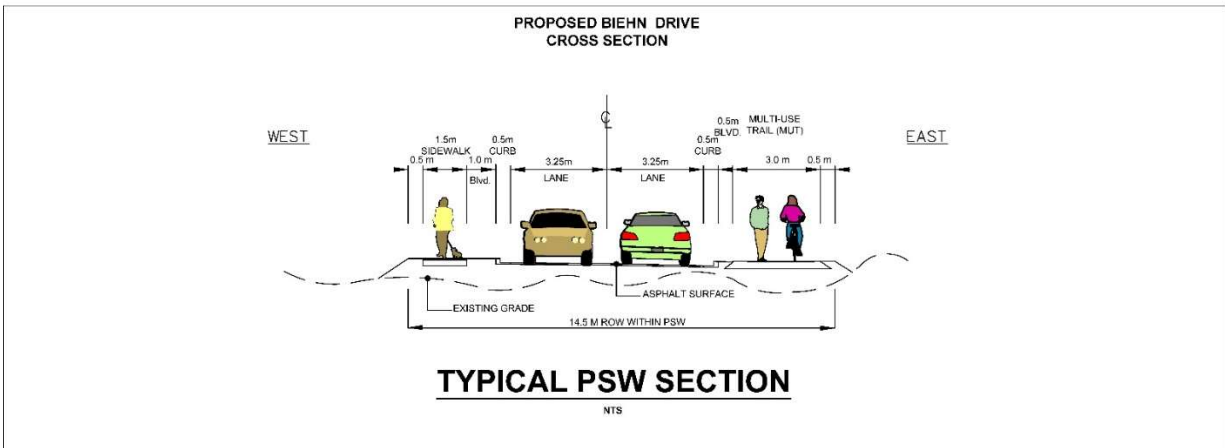 PROPOSED BIEHN DRIVE
CROSS SECTION
WEST
EAST
0.5 m
1.5m
SIDEWALK
1.0 m
Blvd.
0.5m
CURB
3.25m
LANE
℄
3.25m
LANE
0.5m
CURB
0.5m
BLVD.
MULTI-USE
TRAIL (MUT)
3.0 m
0.5 m
EXISTING GRADE
ASPHALT SURFACE
14.5 M ROW WITHIN PSW
TYPICAL PSW SECTION
NTS